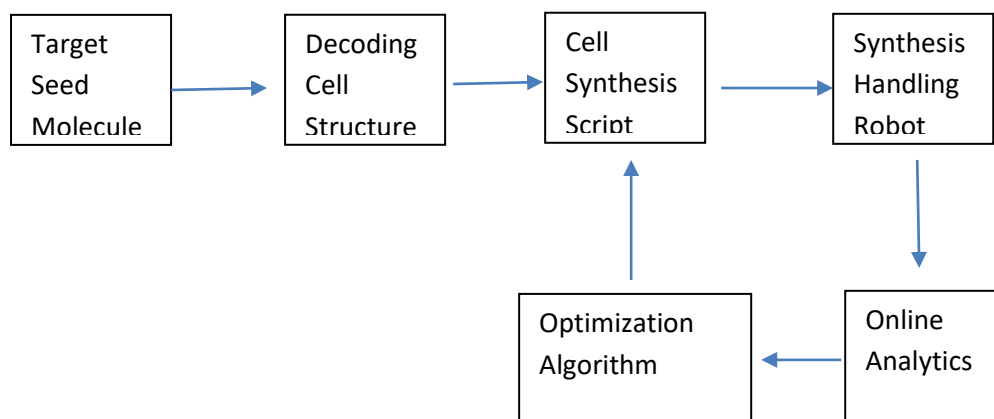 Target
Seed
Molecule
Decoding
Cell
Structure
Cell
Synthesis
Script
Synthesis
Handling
Robot
Optimization
Algorithm
Online
Analytics